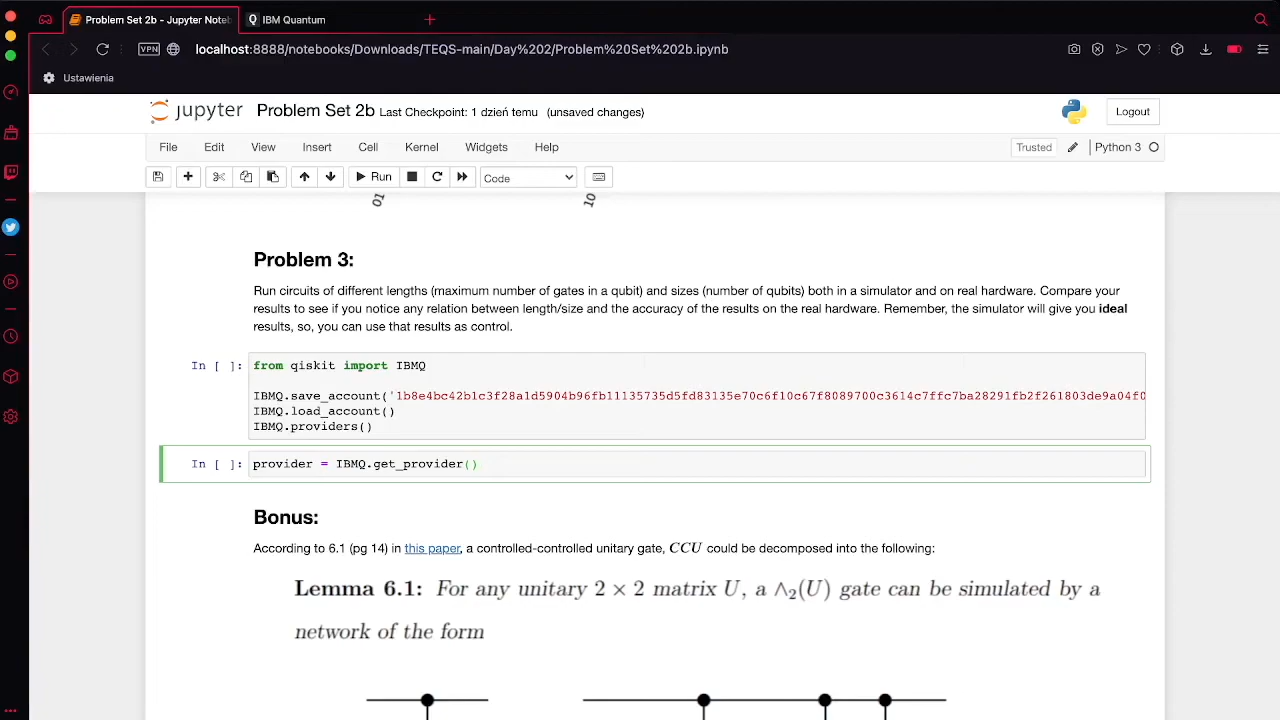 Problem Set 2b - Jupyter Noteb
IBM Quantum
VPN
localhost:8888/notebooks/Downloads/TEQS-main/Day%202/Problem%20Set%202b.ipynb
Ustawienia
jupyter Problem Set 2b Last Checkpoint: 1 dzień temu (unsaved changes)
Logout
File Edit View Insert Cell Kernel Widgets Help
Trusted
Python 3
Run
Code
01
10
Problem 3:
Run circuits of different lengths (maximum number of gates in a qubit) and sizes (number of qubits) both in a simulator and on real hardware. Compare your
results to see if you notice any relation between length/size and the accuracy of the results on the real hardware. Remember, the simulator will give you ideal
results, so, you can use that results as control.
In [ ]: from qiskit import IBMQ
IBMQ.save_account('1b8e4bc42b1c3f28a1d5904b96fb11135735d5fd83135e70c6f10c67f8089700c3614c7ffc7ba28291fb2f261803de9a04f0
IBMQ.load_account()
IBMQ.providers()
In [ ]: provider = IBMQ.get_provider()
Bonus:
According to 6.1 (pg 14) in this paper, a controlled-controlled unitary gate, CCU could be decomposed into the following:
Lemma 6.1: For any unitary 2 × 2 matrix U, a ∧₂(U) gate can be simulated by a
network of the form